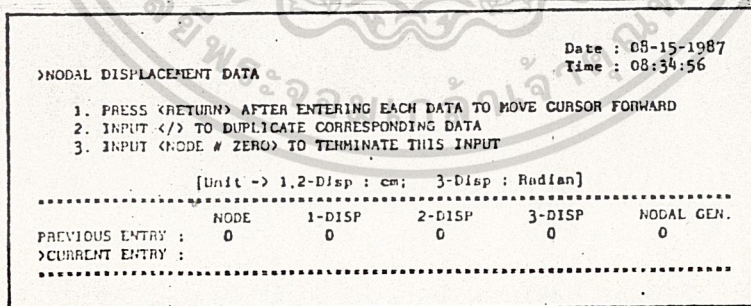 Date : 08-15-1987
>NODAL DISPLACEMENT DATA Time : 08:34:56
1. PRESS <RETURN> AFTER ENTERING EACH DATA TO MOVE CURSOR FORWARD
2. INPUT </> TO DUPLICATE CORRESPONDING DATA
3. INPUT <NODE # ZERO> TO TERMINATE THIS INPUT
[Unit -> 1,2-Disp : cm; 3-Disp : Radian]
NODE 1-DISP 2-DISP 3-DISP NODAL GEN.
PREVIOUS ENTRY : 0 0 0 0 0
>CURRENT ENTRY :